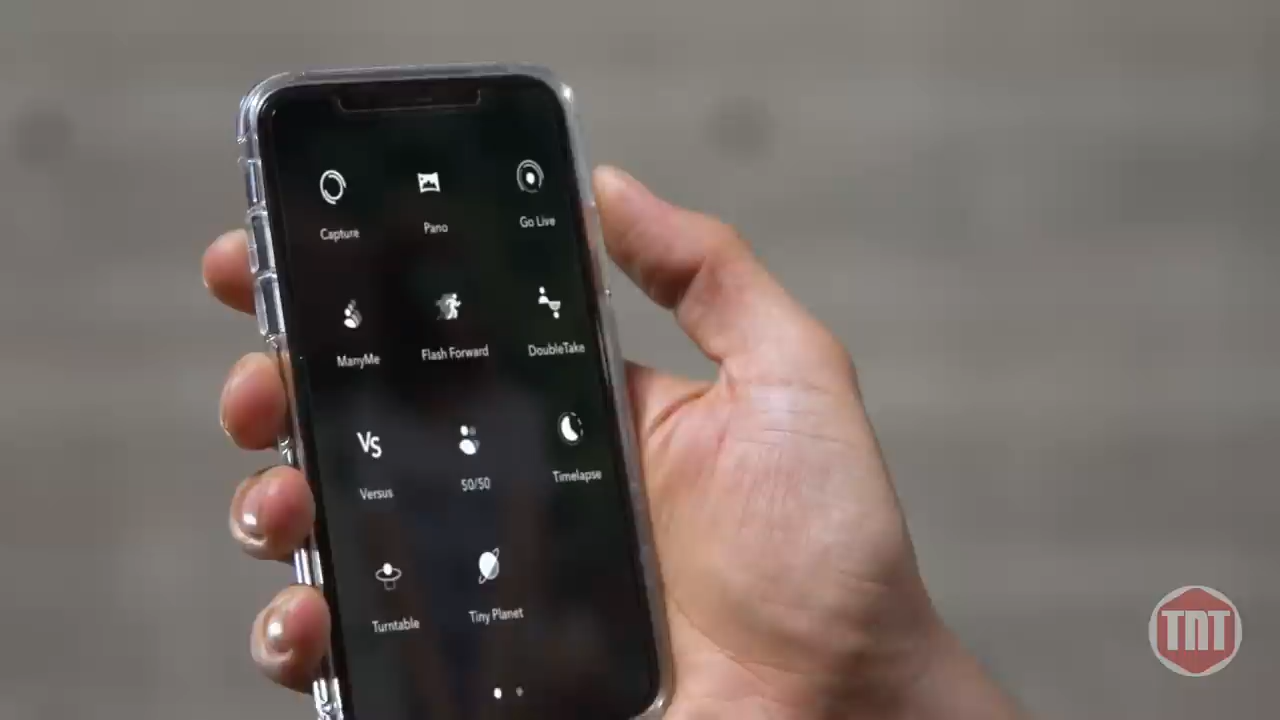 Capture
Pano
Go Live
ManyMe
Flash Forward
DoubleTake
VS
Versus
50/50
Timelapse
Turntable
Tiny Planet
TNT